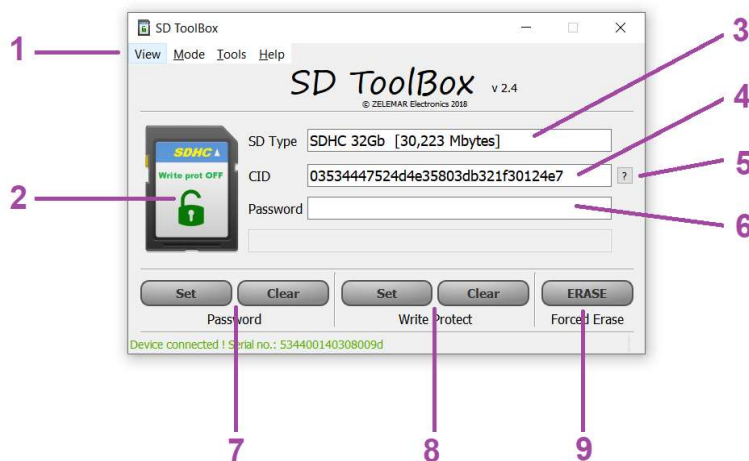 SD ToolBox
View Mode Tools Help
SD ToolBox v 2.4
© ZELEMAR Electronics 2018
SD Type SDHC 32Gb [30,223 Mbytes]
CID 03534447524d4e35803db321f30124e7 ?
Password
SDHC
Write prot OFF
Set Clear Set Clear ERASE
Password Write Protect Forced Erase
Device connected ! Serial no.: 534400140308009d
1
2
3
4
5
6
7 8 9